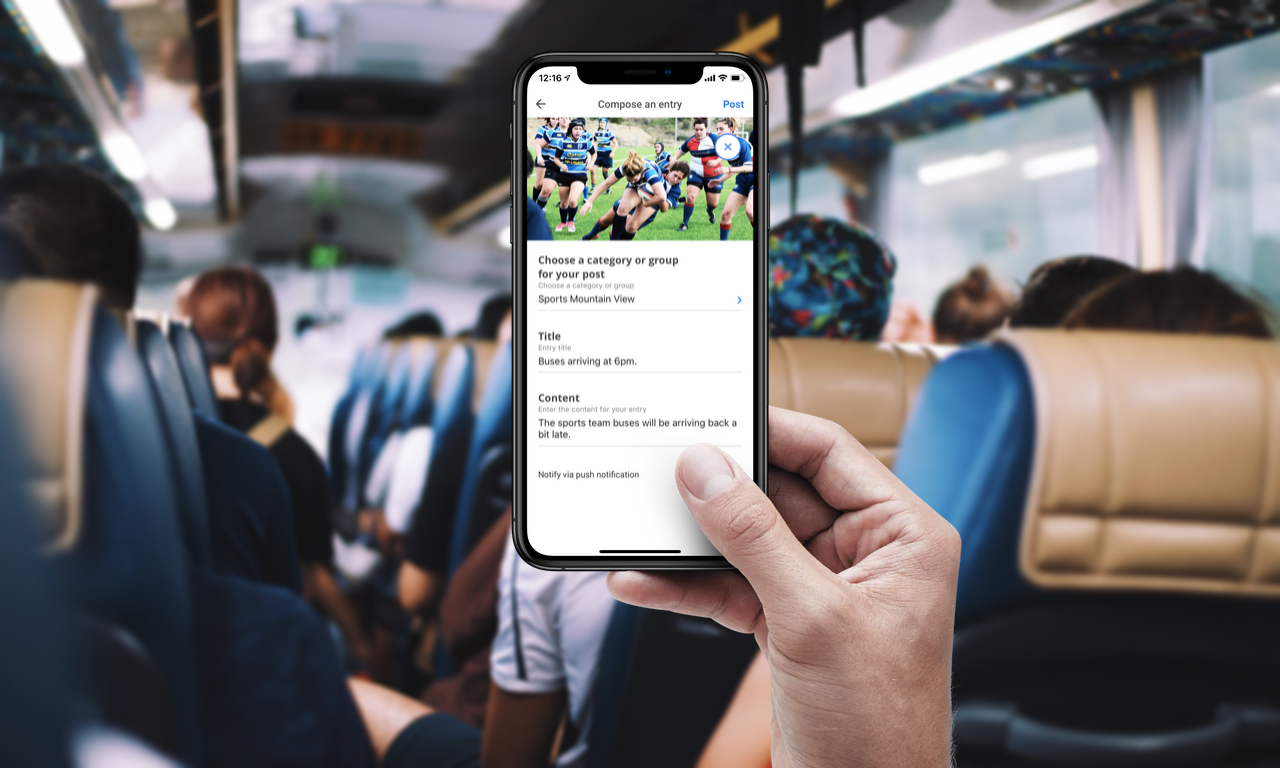 12:16
Compose an entry
Post
Choose a category or group
for your post
Choose a category or group
Sports Mountain View
Title
Entry title
Buses arriving at 6pm.
Content
Enter the content for your entry
The sports team buses will be arriving back a
bit late.
Notify via push notification